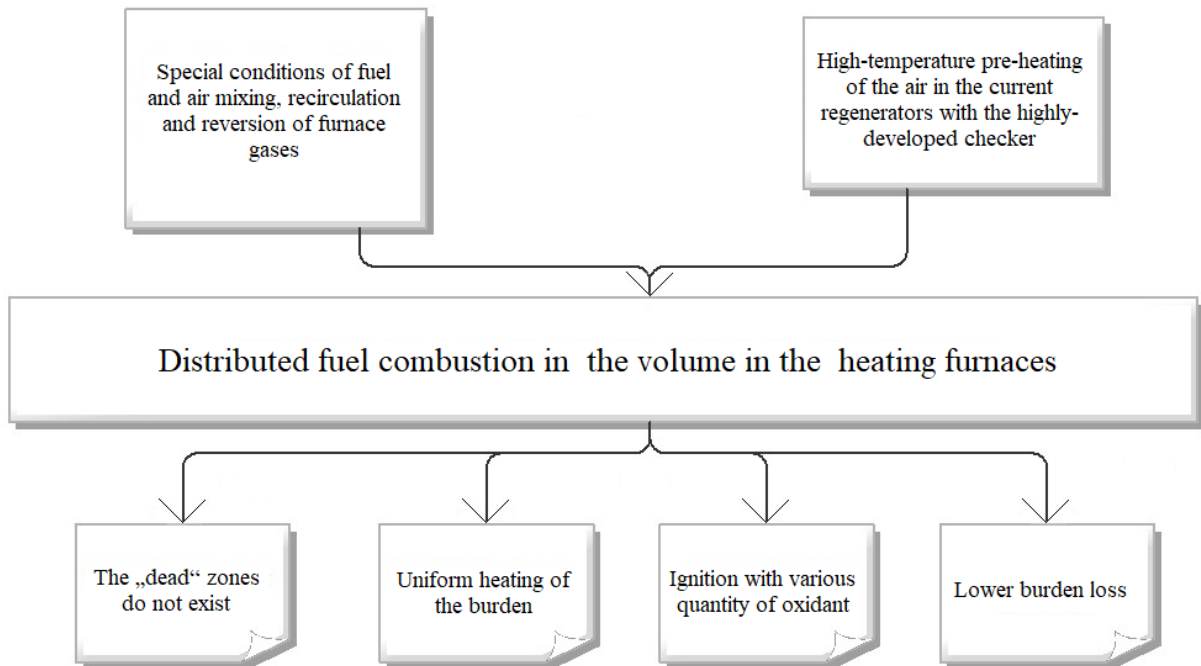 Special conditions of fuel
and air mixing, recirculation
and reversion of furnace
gases
High-temperature pre-heating
of the air in the current
regenerators with the highly-
developed checker
Distributed fuel combustion in the volume in the heating furnaces
The „dead“ zones
do not exist
Uniform heating of
the burden
Ignition with various
quantity of oxidant
Lower burden loss